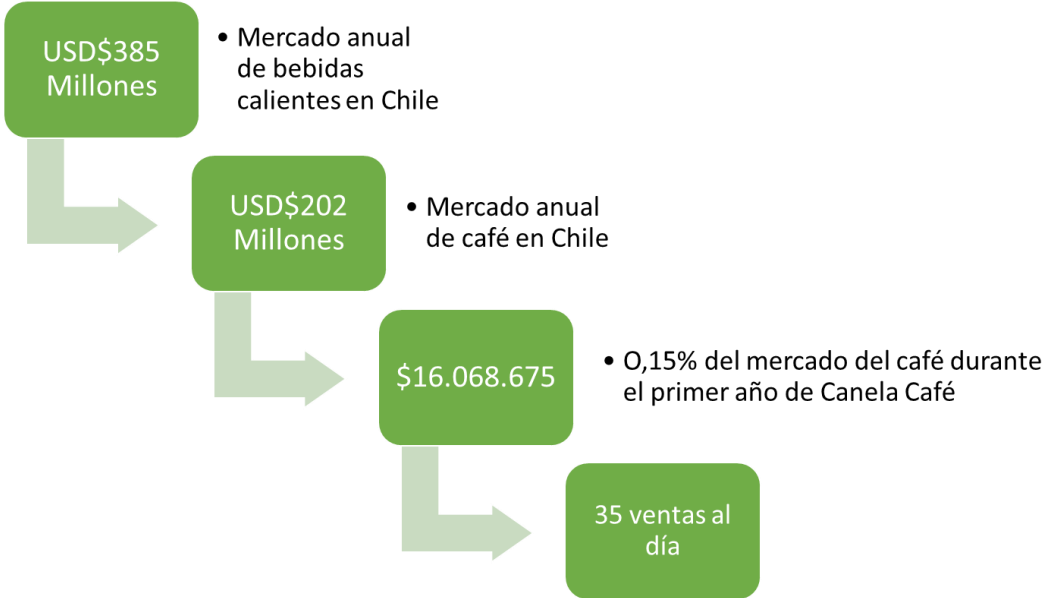 USD$385
Millones
• Mercado anual
de bebidas
calientes en Chile
USD$202
Millones
• Mercado anual
de café en Chile
$16.068.675
• O,15% del mercado del café durante
el primer año de Canela Café
35 ventas al
día